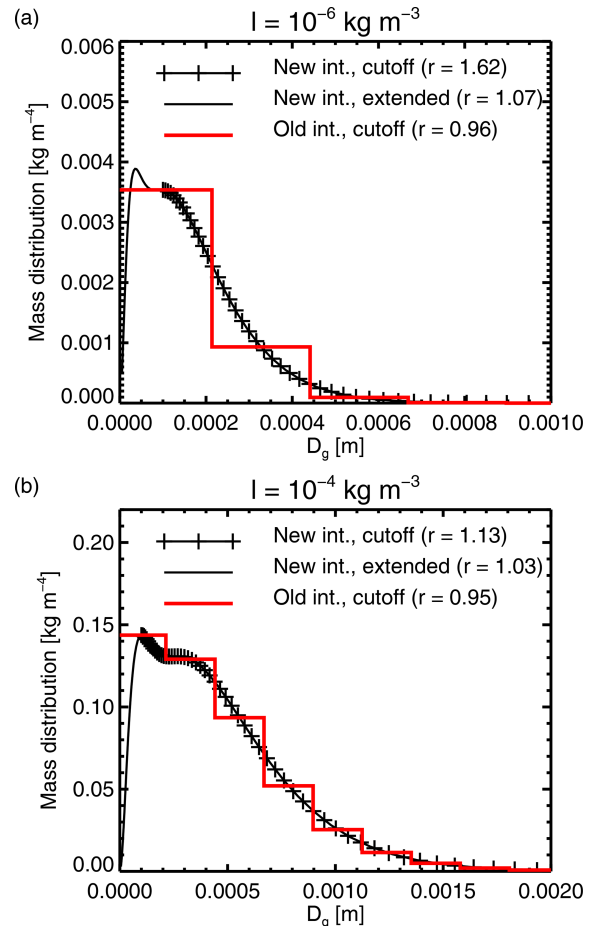 (a)
l = 10⁻⁶ kg m⁻³
New int., cutoff (r = 1.62)
New int., extended (r = 1.07)
Old int., cutoff (r = 0.96)
Mass distribution [kg m⁻⁴]
0.006
0.005
0.004
0.003
0.002
0.001
0.000
0.0000 0.0002 0.0004 0.0006 0.0008 0.0010
D_g [m]
(b)
l = 10⁻⁴ kg m⁻³
New int., cutoff (r = 1.13)
New int., extended (r = 1.03)
Old int., cutoff (r = 0.95)
Mass distribution [kg m⁻⁴]
0.20
0.15
0.10
0.05
0.00
0.0000 0.0005 0.0010 0.0015 0.0020
D_g [m]